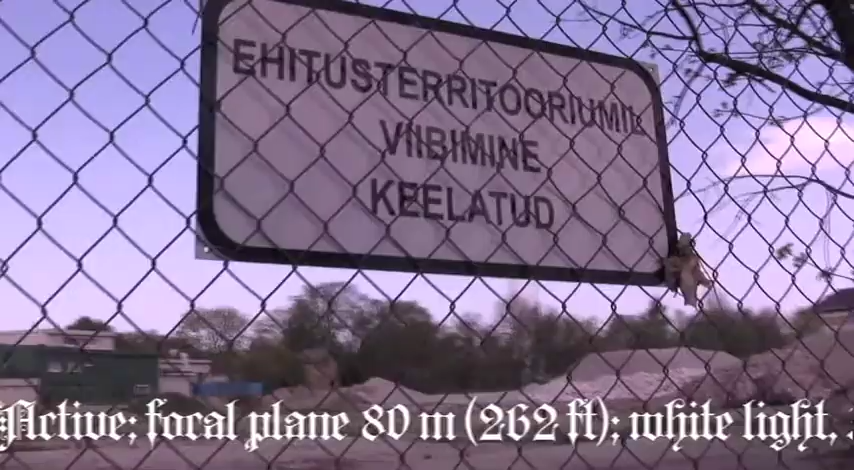 EHITUSTERRITOORIUMIL
VIIBIMINE
KEELATUD
Active; focal plane 80 m (262 ft); white light,